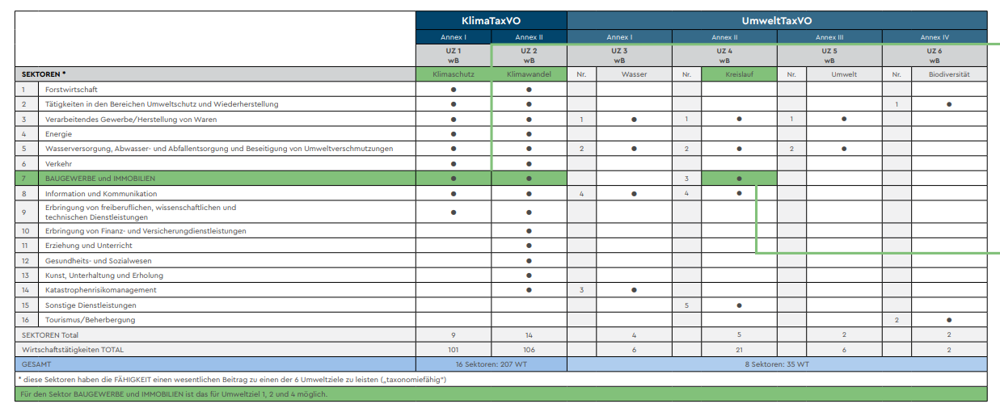 KlimaTaxVO UmweltTaxVO
Annex I Annex II Annex I Annex II Annex III Annex IV
UZ 1 UZ 2 UZ 3 UZ 4 UZ 5 UZ 6
wB wB wB wB wB wB
SEKTOREN * Klimaschutz Klimawandel Nr. Wasser Nr. Kreislauf Nr. Umwelt Nr. Biodiversität
1 Forstwirtschaft ● ●
2 Tätigkeiten in den Bereichen Umweltschutz und Wiederherstellung ● ● 1 ●
3 Verarbeitendes Gewerbe/Herstellung von Waren ● ● 1 ● 1 ● 1 ●
4 Energie ● ●
5 Wasserversorgung, Abwasser- und Abfallentsorgung und Beseitigung von Umweltverschmutzungen ● ● 2 ● 2 ● 2 ●
6 Verkehr ● ●
7 BAUGEWERBE und IMMOBILIEN ● ● 3 ●
8 Information und Kommunikation ● ● 4 ● 4 ●
9 Erbringung von freiberuflichen, wissenschaftlichen und
technischen Dienstleistungen ● ●
10 Erbringung von Finanz- und Versicherungdienstleistungen ●
11 Erziehung und Unterricht ●
12 Gesundheits- und Sozialwesen ●
13 Kunst, Unterhaltung und Erholung ●
14 Katastrophenrisikomanagement ● 3 ●
15 Sonstige Dienstleistungen 5 ●
16 Tourismus/Beherbergung 2 ●
SEKTOREN Total 9 14 4 5 2 2
Wirtschaftstätigkeiten TOTAL 101 106 6 21 6 2
GESAMT 16 Sektoren: 207 WT 8 Sektoren: 35 WT
* diese Sektoren haben die FÄHIGKEIT einen wesentlichen Beitrag zu einen der 6 Umweltziele zu leisten („taxonomiefähig“)
Für den Sektor BAUGEWERBE und IMMOBILIEN ist das für Umweltziel 1, 2 und 4 möglich.